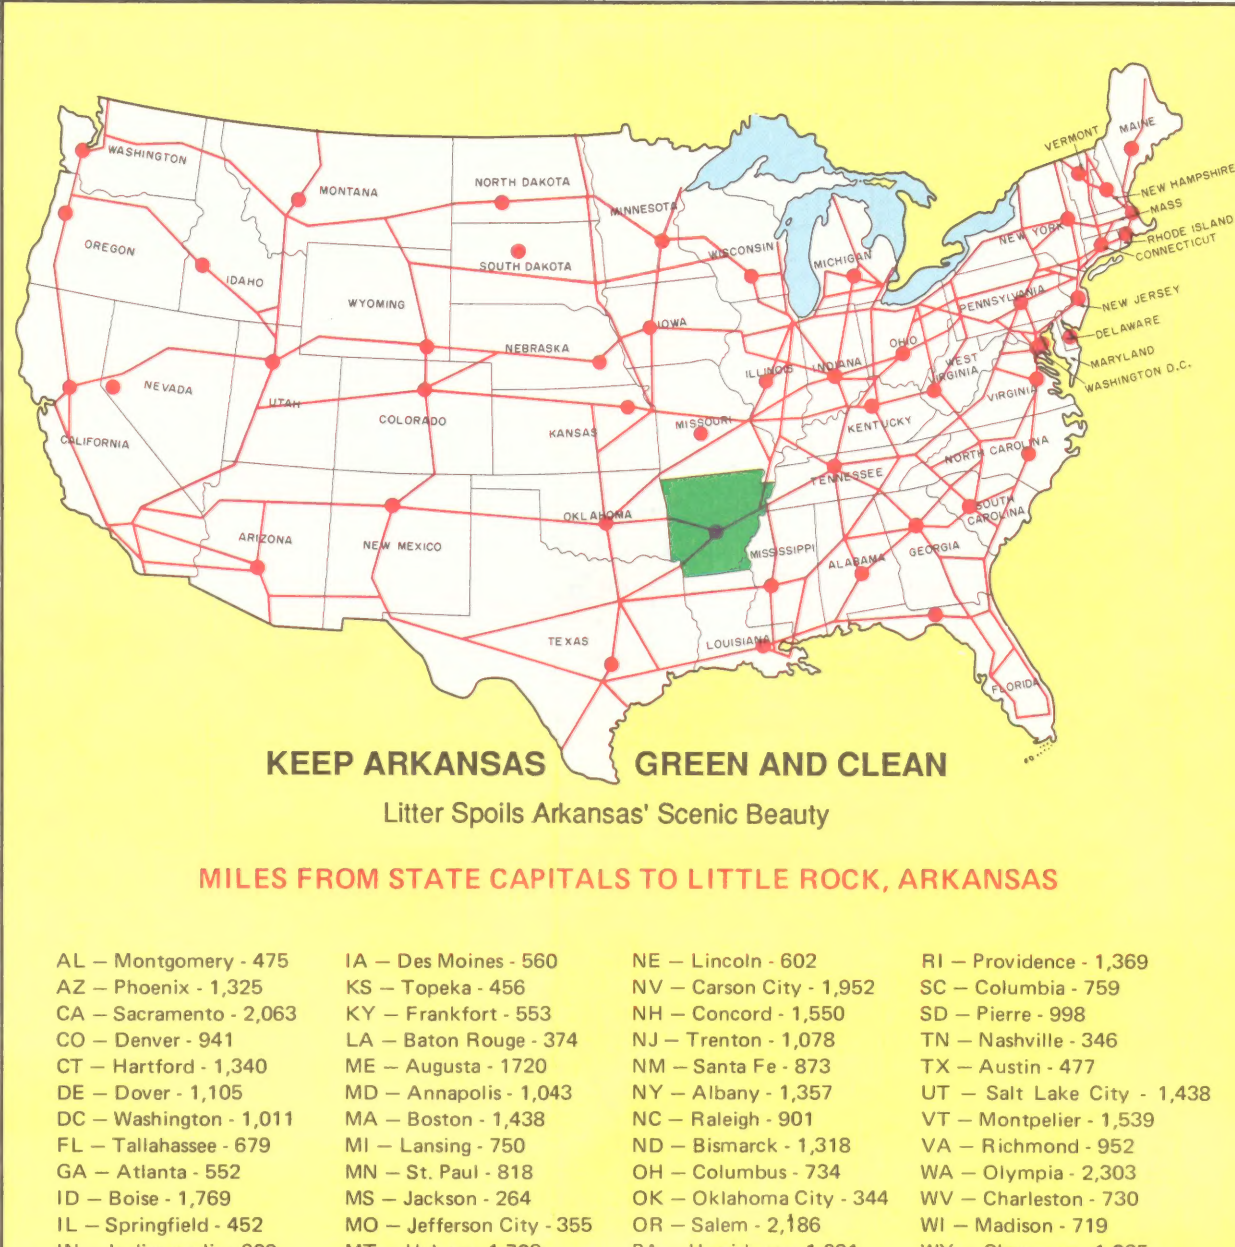 WASHINGTON
MONTANA
NORTH DAKOTA
MINNESOTA
VERMONT
MAINE
NEW HAMPSHIRE
MASS
RHODE ISLAND
CONNECTICUT
NEW YORK
OREGON
IDAHO
SOUTH DAKOTA
WISCONSIN
MICHIGAN
WYOMING
PENNSYLVANIA
NEW JERSEY
DELAWARE
MARYLAND
WASHINGTON D.C.
IOWA
NEBRASKA
OHIO
ILLINOIS
INDIANA
WEST
VIRGINIA
VIRGINIA
NEVADA
UTAH
COLORADO
KANSAS
MISSOURI
KENTUCKY
CALIFORNIA
NORTH CAROLINA
TENNESSEE
OKLAHOMA
SOUTH
CAROLINA
ARIZONA
NEW MEXICO
MISSISSIPPI
ALABAMA
GEORGIA
TEXAS
LOUISIANA
FLORIDA
KEEP ARKANSAS GREEN AND CLEAN
Litter Spoils Arkansas' Scenic Beauty
MILES FROM STATE CAPITALS TO LITTLE ROCK, ARKANSAS
AL — Montgomery - 475
AZ — Phoenix - 1,325
CA — Sacramento - 2,063
CO — Denver - 941
CT — Hartford - 1,340
DE — Dover - 1,105
DC — Washington - 1,011
FL — Tallahassee - 679
GA — Atlanta - 552
ID — Boise - 1,769
IL — Springfield - 452
IA — Des Moines - 560
KS — Topeka - 456
KY — Frankfort - 553
LA — Baton Rouge - 374
ME — Augusta - 1720
MD — Annapolis - 1,043
MA — Boston - 1,438
MI — Lansing - 750
MN — St. Paul - 818
MS — Jackson - 264
MO — Jefferson City - 355
NE — Lincoln - 602
NV — Carson City - 1,952
NH — Concord - 1,550
NJ — Trenton - 1,078
NM — Santa Fe - 873
NY — Albany - 1,357
NC — Raleigh - 901
ND — Bismarck - 1,318
OH — Columbus - 734
OK — Oklahoma City - 344
OR — Salem - 2,186
RI — Providence - 1,369
SC — Columbia - 759
SD — Pierre - 998
TN — Nashville - 346
TX — Austin - 477
UT — Salt Lake City - 1,438
VT — Montpelier - 1,539
VA — Richmond - 952
WA — Olympia - 2,303
WV — Charleston - 730
WI — Madison - 719